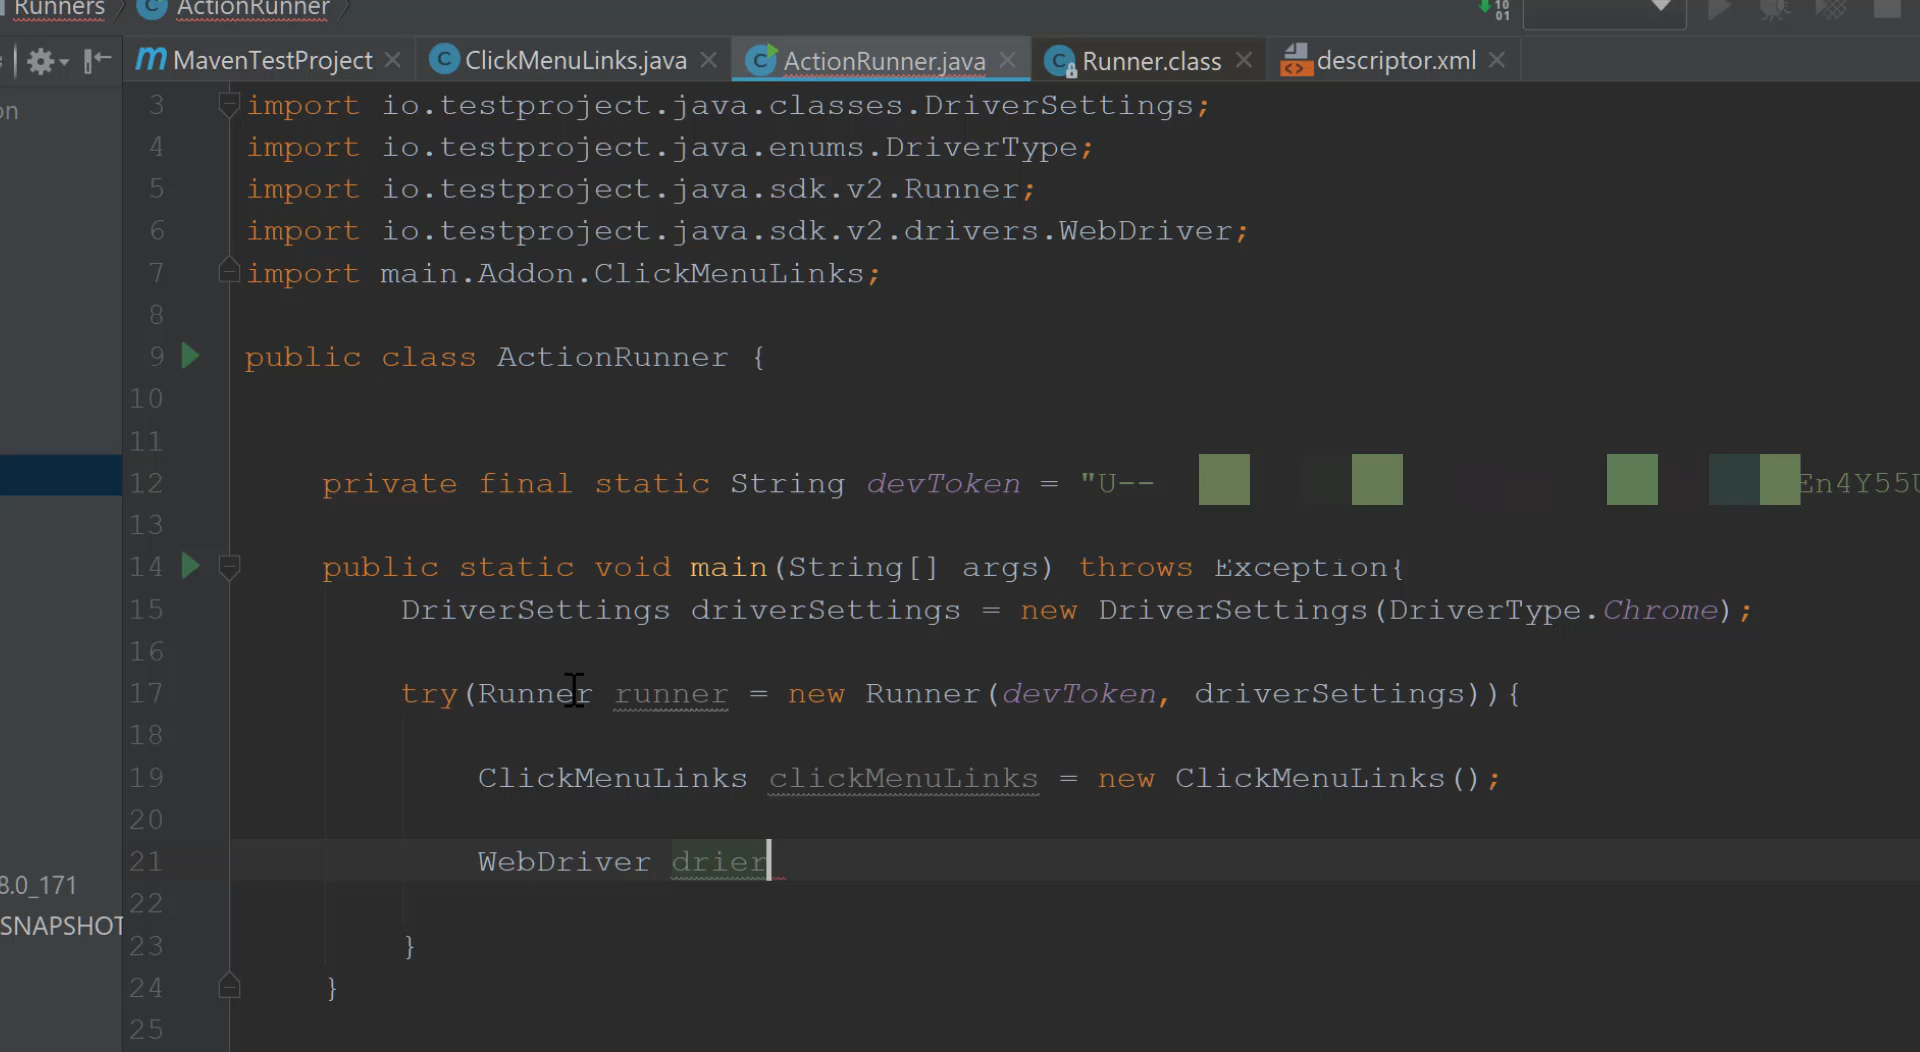 Runners ActionRunner
MavenTestProject ClickMenuLinks.java ActionRunner.java Runner.class descriptor.xml
3 import io.testproject.java.classes.DriverSettings;
on
4 import io.testproject.java.enums.DriverType;
5 import io.testproject.java.sdk.v2.Runner;
6 import io.testproject.java.sdk.v2.drivers.WebDriver;
7 import main.Addon.ClickMenuLinks;
8
9 public class ActionRunner {
10
11
12 private final static String devToken = "U-- En4Y55U
13
14 public static void main(String[] args) throws Exception{
15 DriverSettings driverSettings = new DriverSettings(DriverType.Chrome);
16
17 try(Runner runner = new Runner(devToken, driverSettings)){
18
19 ClickMenuLinks clickMenuLinks = new ClickMenuLinks();
20
21 WebDriver drier
8.0_171
22
SNAPSHOT
23 }
24 }
25